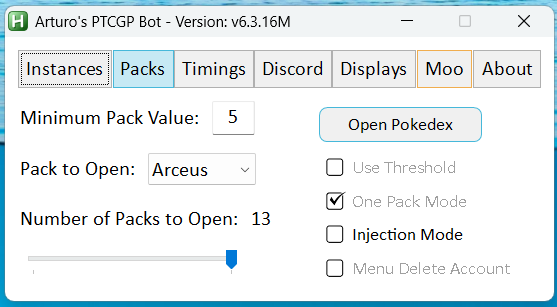 Arturo's PTCGP Bot - Version: v6.3.16M
Instances Packs Timings Discord Displays Moo About
Minimum Pack Value: 5
Open Pokedex
Pack to Open: Arceus
Use Threshold
One Pack Mode
Number of Packs to Open: 13
Injection Mode
Menu Delete Account